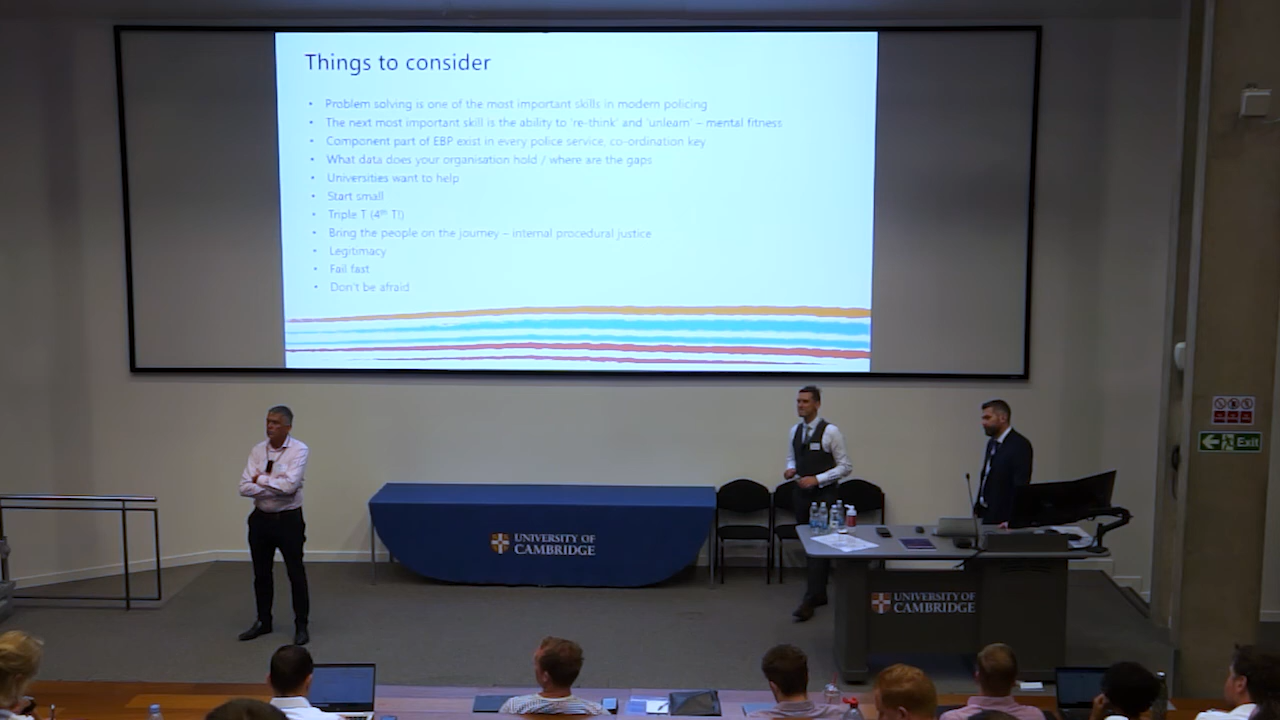 Things to consider
• Problem solving is one of the most important skills in modern policing
• The next most important skill is the ability to 're-think' and 'unlearn' – mental fitness
• Component part of EBP exist in every police service, co-ordination key
• What data does your organisation hold / where are the gaps
• Universities want to help
• Start small
• Triple T (4th T!)
• Bring the people on the journey – internal procedural justice
• Legitimacy
• Fail fast
• Don't be afraid
Exit
UNIVERSITY OF
CAMBRIDGE
UNIVERSITY OF
CAMBRIDGE